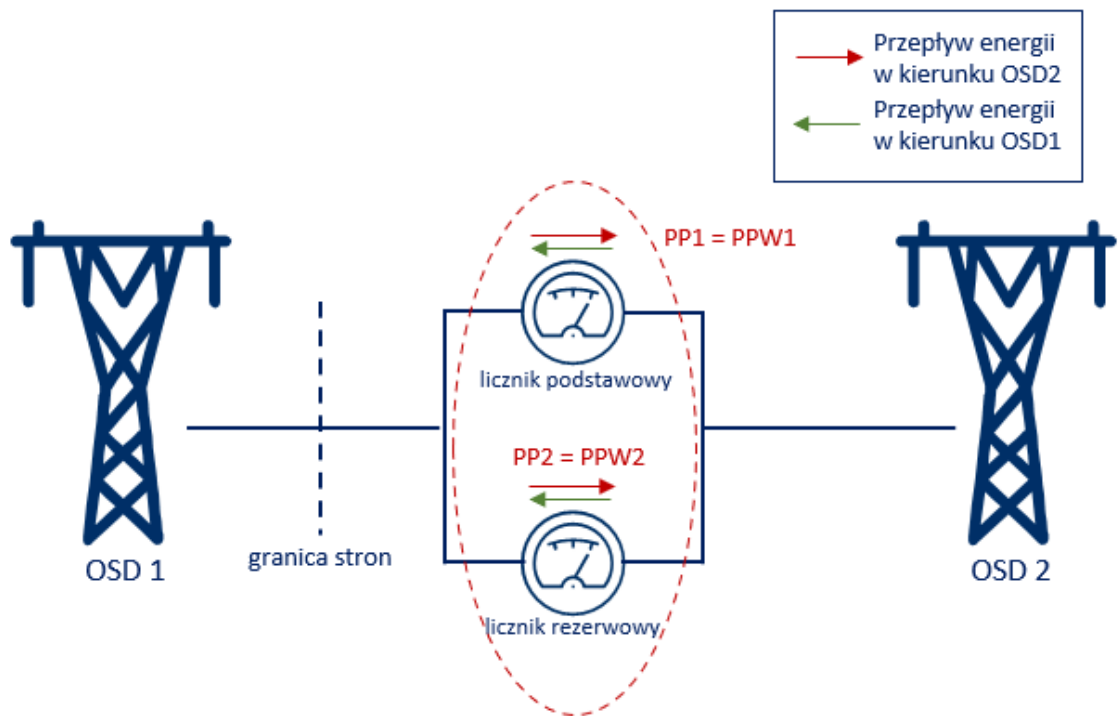 Przepływ energii
w kierunku OSD2
Przepływ energii
w kierunku OSD1
PP1 = PPW1
licznik podstawowy
PP2 = PPW2
granica stron
OSD 1
OSD 2
licznik rezerwowy